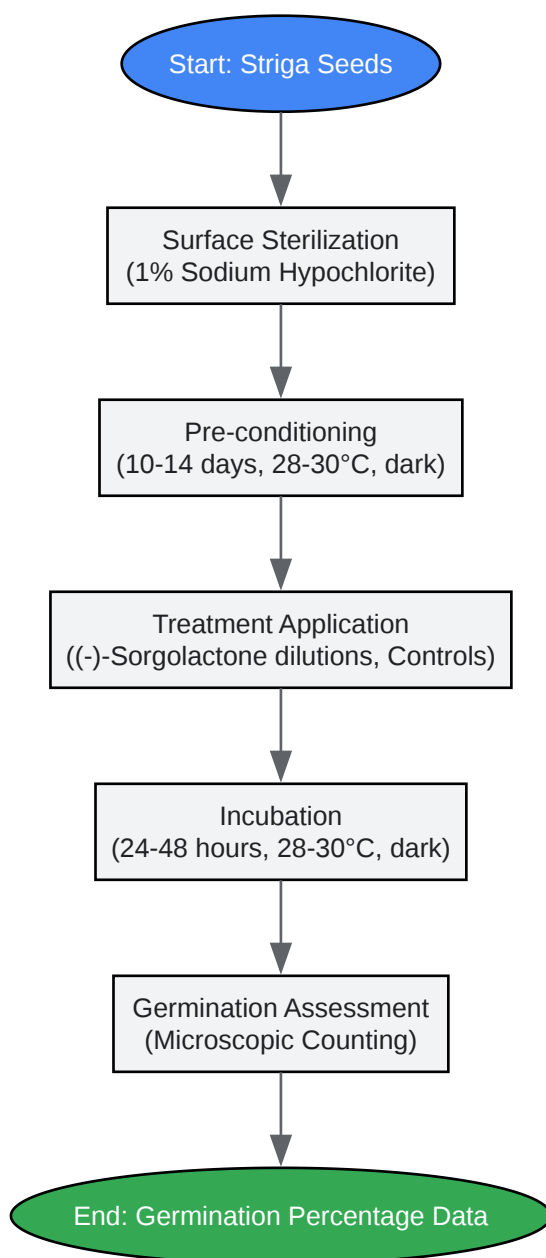 Start: Striga Seeds
Surface Sterilization
(1% Sodium Hypochlorite)
Pre-conditioning
(10-14 days, 28-30°C, dark)
Treatment Application
((-)-Sorgolactone dilutions, Controls)
Incubation
(24-48 hours, 28-30°C, dark)
Germination Assessment
(Microscopic Counting)
End: Germination Percentage Data